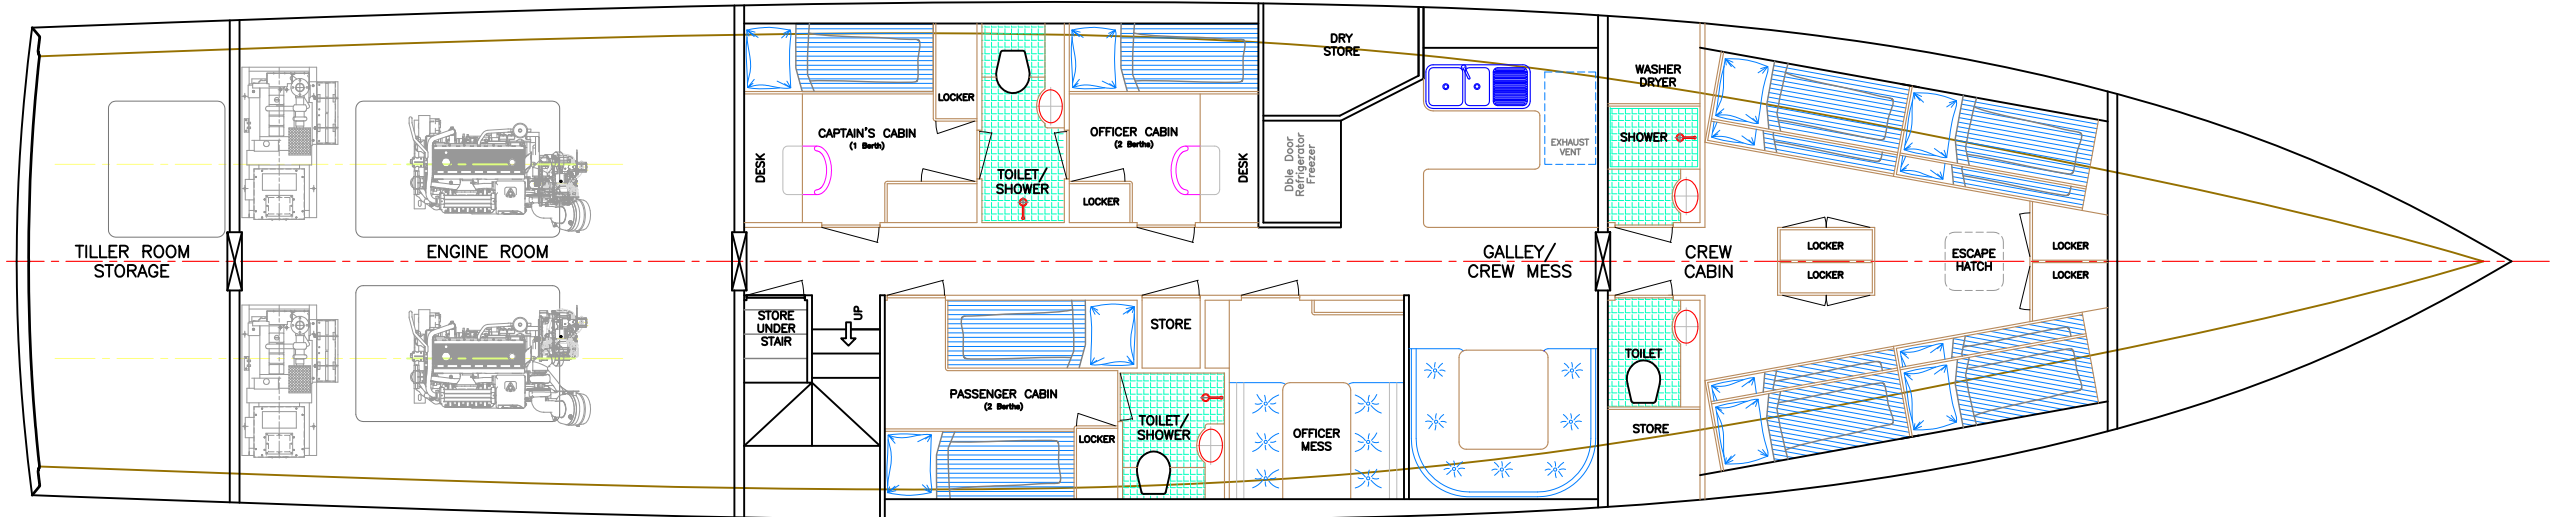 TILLER ROOM
STORAGE
ENGINE ROOM
DESK
CAPTAIN'S CABIN
(1 Berth)
LOCKER
TOILET/
SHOWER
OFFICER CABIN
(2 Berths)
LOCKER
DESK
DRY
STORE
Dble Door
Refrigerator
Freezer
EXHAUST
VENT
GALLEY/
CREW MESS
WASHER
DRYER
SHOWER
CREW
CABIN
LOCKER
LOCKER
ESCAPE
HATCH
LOCKER
LOCKER
STORE
UNDER
STAIR
UP
PASSENGER CABIN
(2 Berths)
LOCKER
STORE
TOILET/
SHOWER
OFFICER
MESS
TOILET
STORE